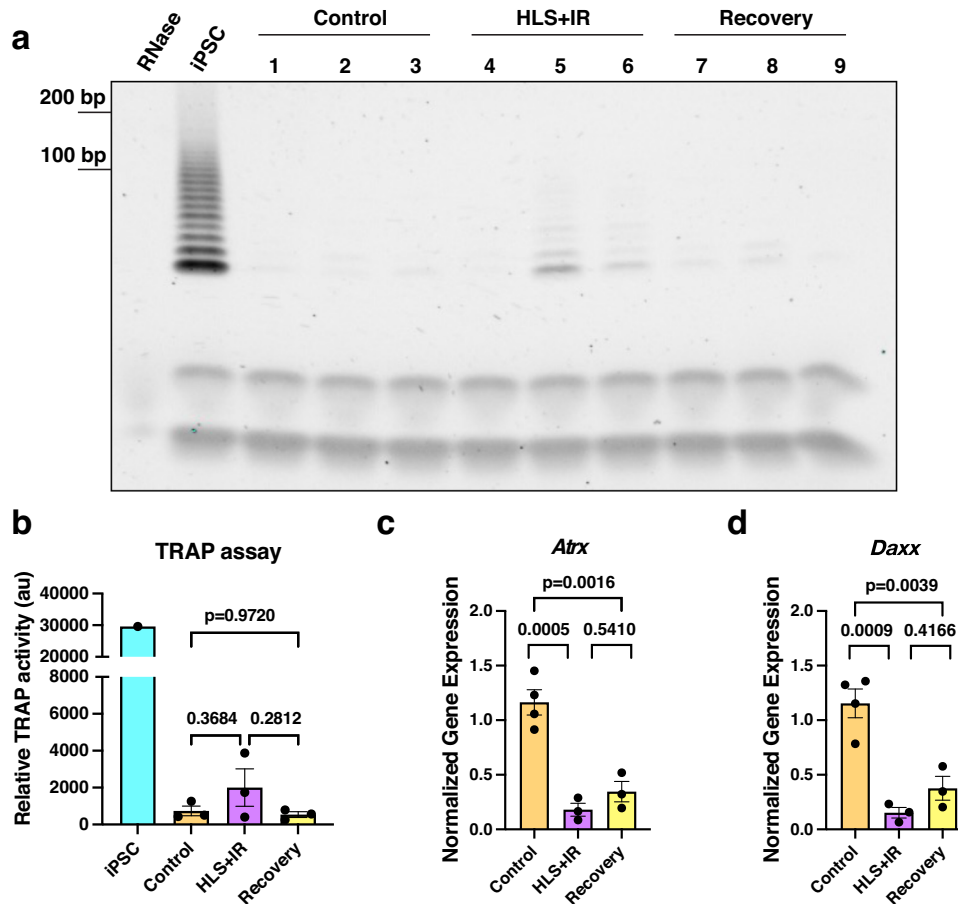 a
RNase
iPSC
Control
HLS+IR
Recovery
1 2 3 4 5 6 7 8 9
200 bp
100 bp
b
TRAP assay
Relative TRAP activity (au)
40000
30000
20000
8000
6000
4000
2000
0
p=0.9720
0.3684
0.2812
iPSC
Control
HLS+IR
Recovery
c
Atrx
Normalized Gene Expression
2.0
1.5
1.0
0.5
0.0
p=0.0016
0.0005
0.5410
Control
HLS+IR
Recovery
d
Daxx
Normalized Gene Expression
2.0
1.5
1.0
0.5
0.0
p=0.0039
0.0009
0.4166
Control
HLS+IR
Recovery